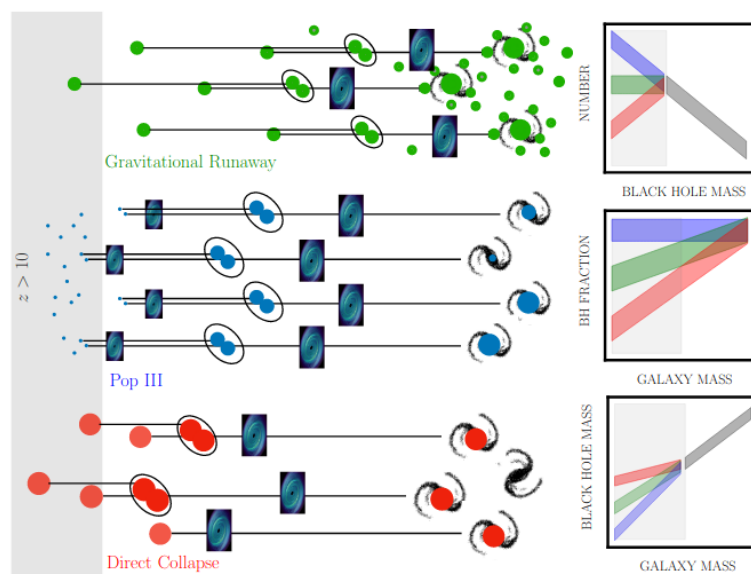 Gravitational Runaway
z > 10
Pop III
Direct Collapse
NUMBER
BLACK HOLE MASS
BH FRACTION
GALAXY MASS
BLACK HOLE MASS
GALAXY MASS